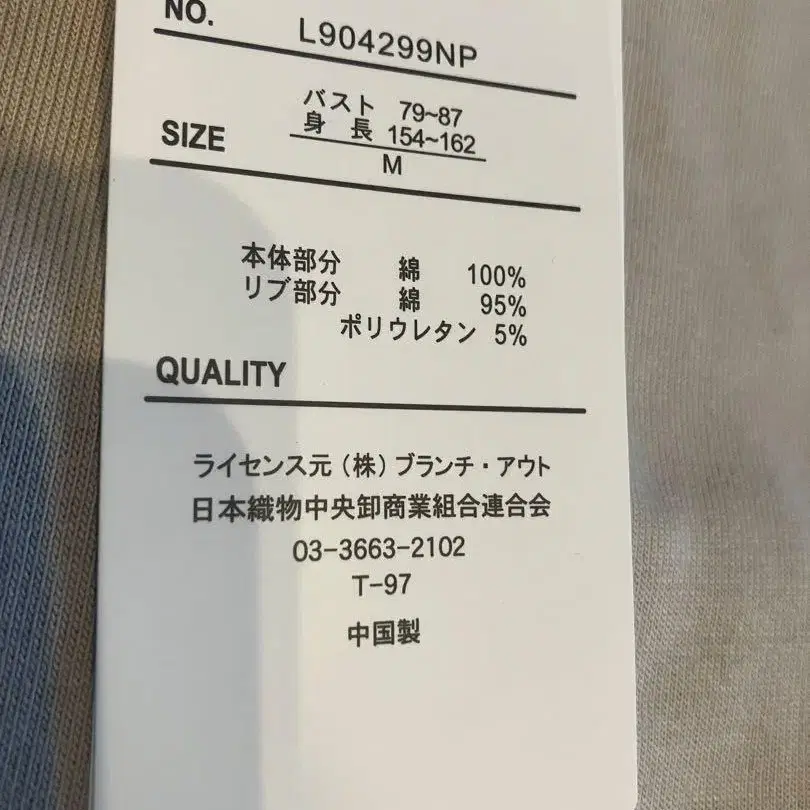 NO. L904299NP
バスト 79~87
身長 154~162
SIZE
M
本体部分 綿 100%
リブ部分 綿 95%
ポリウレタン 5%
QUALITY
ライセンス元(株)ブランチ・アウト
日本織物中央卸商業組合連合会
03-3663-2102
T-97
中国製